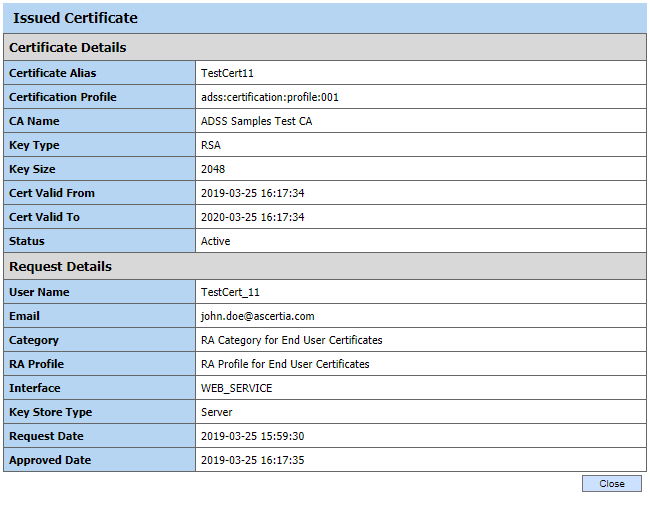 Issued Certificate
Certificate Details
Certificate Alias TestCert11
Certification Profile adss:certification:profile:001
CA Name ADSS Samples Test CA
Key Type RSA
Key Size 2048
Cert Valid From 2019-03-25 16:17:34
Cert Valid To 2020-03-25 16:17:34
Status Active
Request Details
User Name TestCert_11
Email john.doe@ascertia.com
Category RA Category for End User Certificates
RA Profile RA Profile for End User Certificates
Interface WEB_SERVICE
Key Store Type Server
Request Date 2019-03-25 15:59:30
Approved Date 2019-03-25 16:17:35
Close